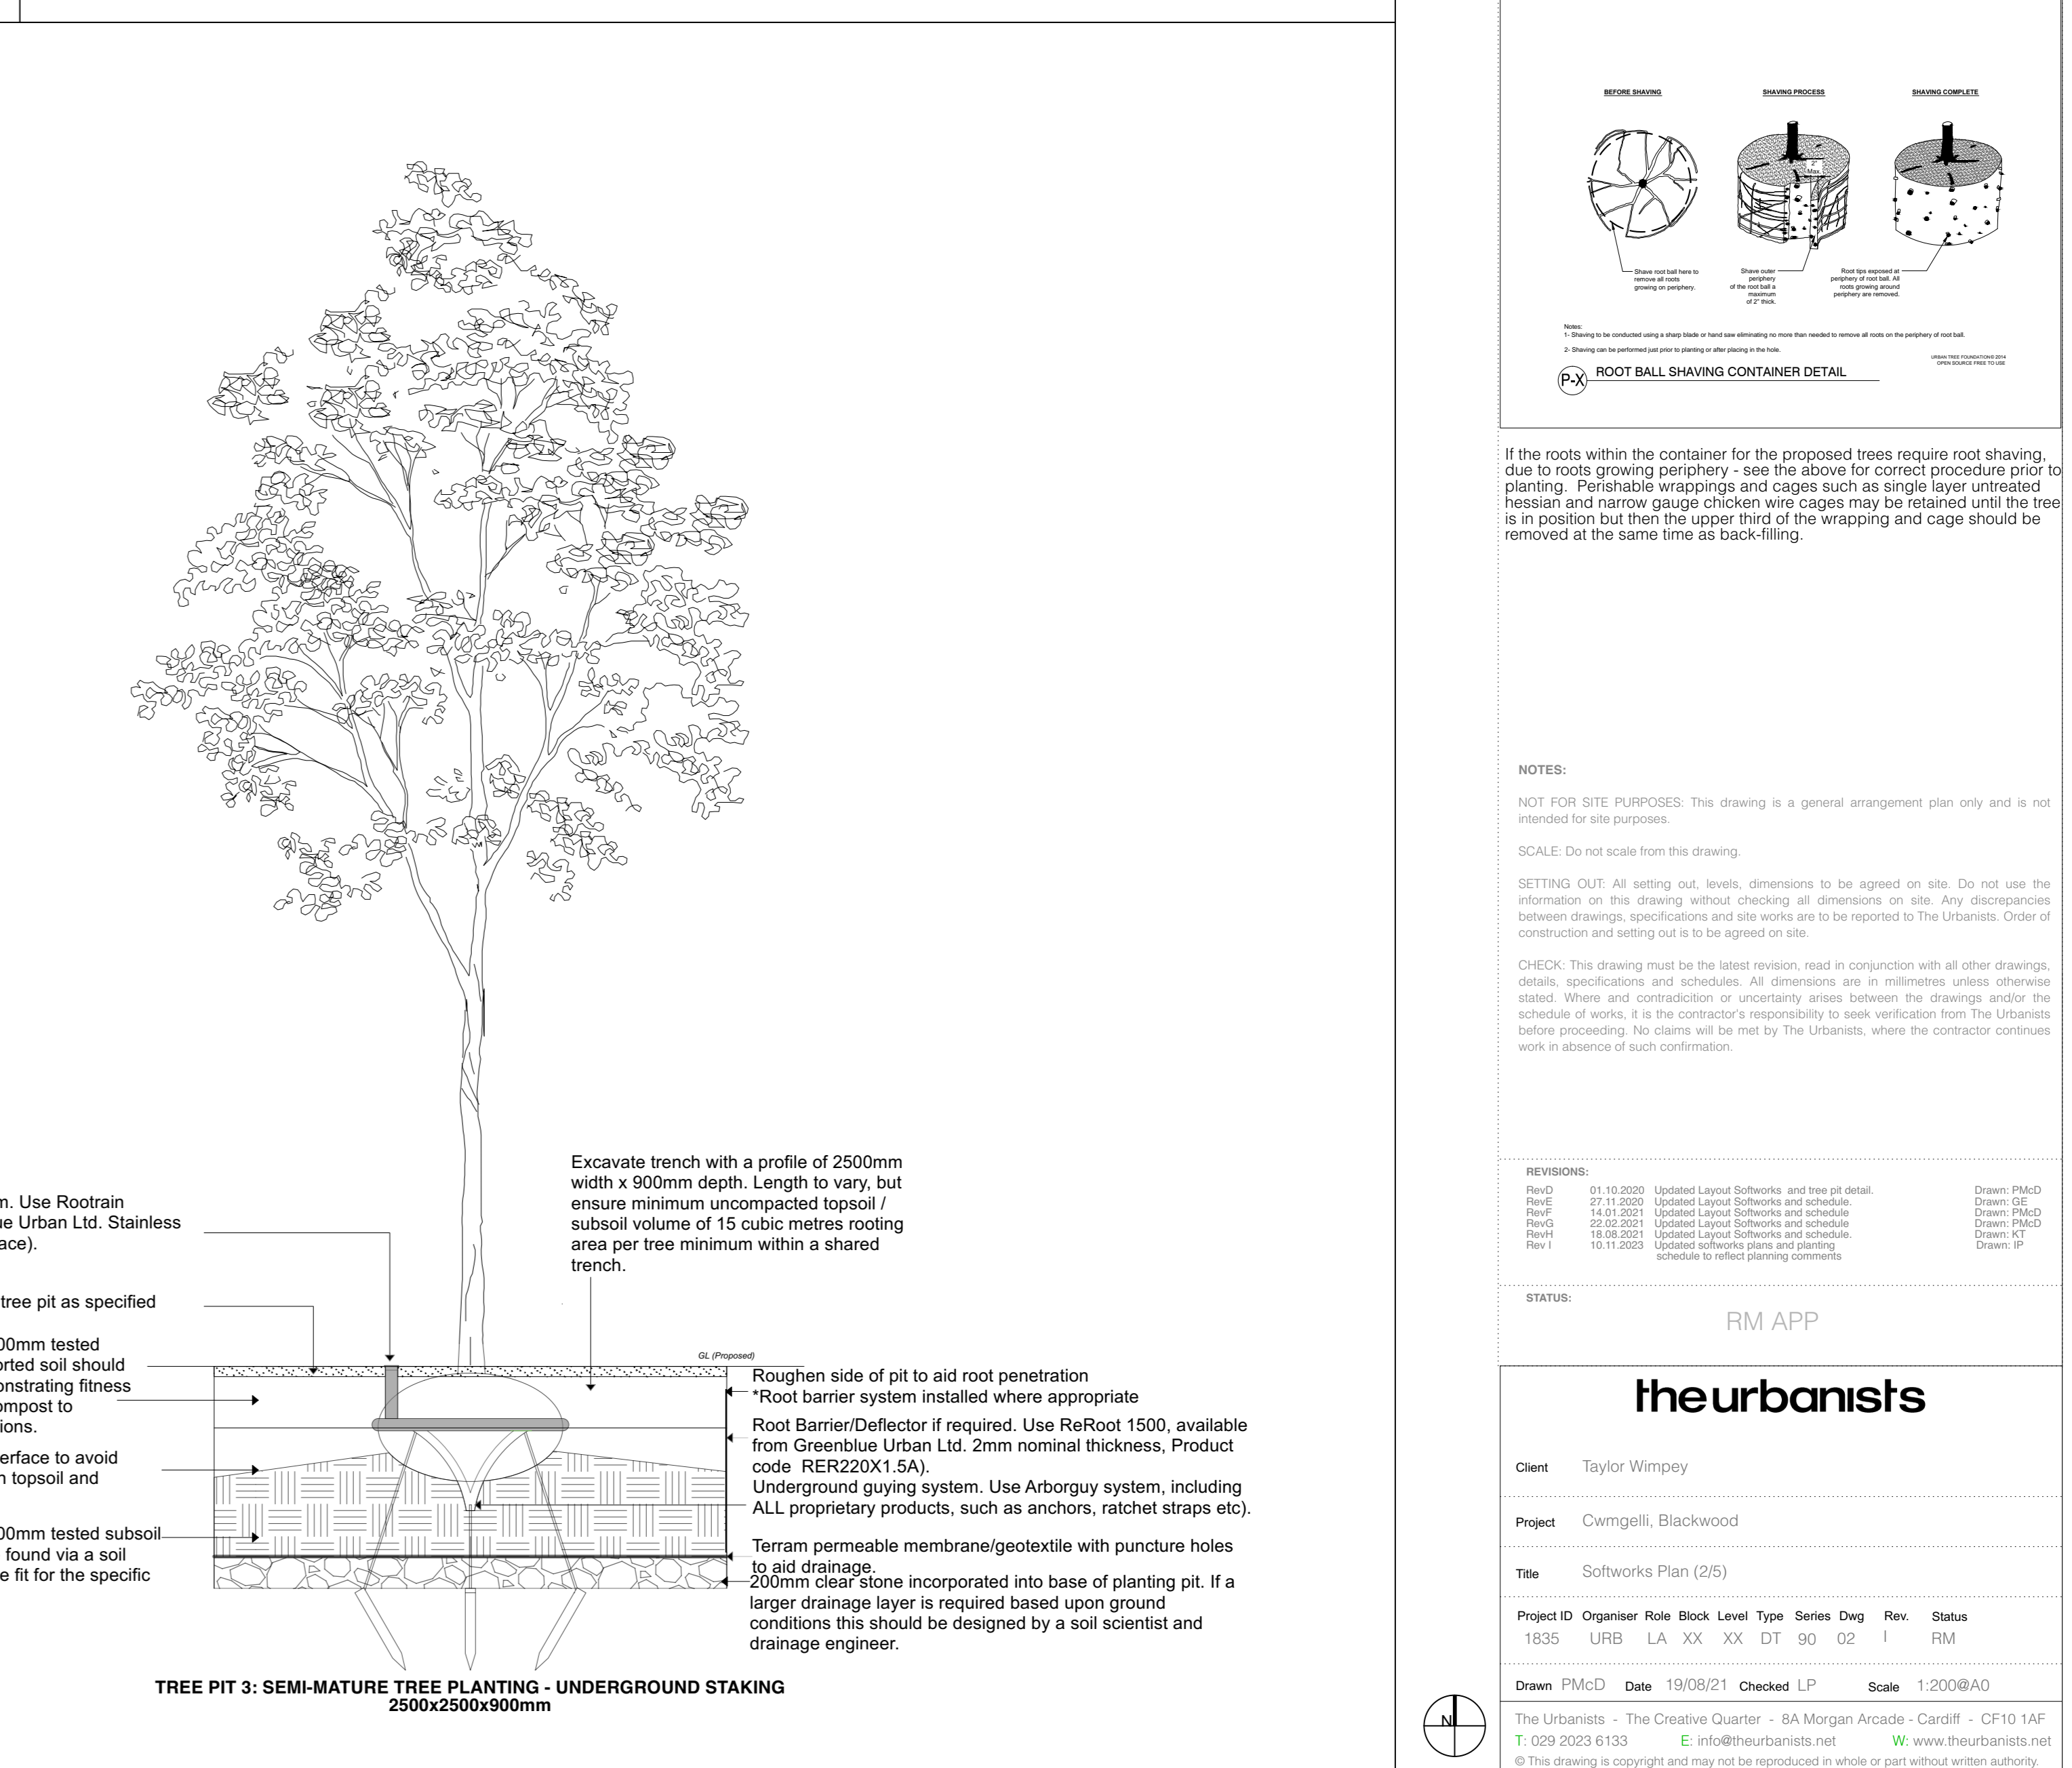 m. Use Rootrain
ue Urban Ltd. Stainless
ace).
tree pit as specified
00mm tested
orted soil should
onstrating fitness
ompost to
ions.
erface to avoid
n topsoil and
00mm tested subsoil
found via a soil
e fit for the specific
Excavate trench with a profile of 2500mm
width x 900mm depth. Length to vary, but
ensure minimum uncompacted topsoil /
subsoil volume of 15 cubic metres rooting
area per tree minimum within a shared
trench.
GL (Proposed)
Roughen side of pit to aid root penetration
*Root barrier system installed where appropriate
Root Barrier/Deflector if required. Use ReRoot 1500, available
from Greenblue Urban Ltd. 2mm nominal thickness, Product
code RER220X1.5A).
Underground guying system. Use Arborguy system, including
ALL proprietary products, such as anchors, ratchet straps etc).
Terram permeable membrane/geotextile with puncture holes
to aid drainage.
200mm clear stone incorporated into base of planting pit. If a
larger drainage layer is required based upon ground
conditions this should be designed by a soil scientist and
drainage engineer.
TREE PIT 3: SEMI-MATURE TREE PLANTING - UNDERGROUND STAKING
2500x2500x900mm
N
BEFORE SHAVING SHAVING PROCESS SHAVING COMPLETE
2"
Max.
Shave root ball here to
remove all roots
growing on periphery.
Shave outer
periphery
of the root ball a
maximum
of 2" thick.
Root tips exposed at
periphery of root ball. All
roots growing around
periphery are removed.
Notes:
1- Shaving to be conducted using a sharp blade or hand saw eliminating no more than needed to remove all roots on the periphery of root ball.
2- Shaving can be performed just prior to planting or after placing in the hole.
URBAN TREE FOUNDATION© 2014
OPEN SOURCE FREE TO USE
P-X ROOT BALL SHAVING CONTAINER DETAIL
If the roots within the container for the proposed trees require root shaving,
due to roots growing periphery - see the above for correct procedure prior to
planting. Perishable wrappings and cages such as single layer untreated
hessian and narrow gauge chicken wire cages may be retained until the tree
is in position but then the upper third of the wrapping and cage should be
removed at the same time as back-filling.
NOTES:
NOT FOR SITE PURPOSES: This drawing is a general arrangement plan only and is not
intended for site purposes.
SCALE: Do not scale from this drawing.
SETTING OUT: All setting out, levels, dimensions to be agreed on site. Do not use the
information on this drawing without checking all dimensions on site. Any discrepancies
between drawings, specifications and site works are to be reported to The Urbanists. Order of
construction and setting out is to be agreed on site.
CHECK: This drawing must be the latest revision, read in conjunction with all other drawings,
details, specifications and schedules. All dimensions are in millimetres unless otherwise
stated. Where and contradicition or uncertainty arises between the drawings and/or the
schedule of works, it is the contractor's responsibility to seek verification from The Urbanists
before proceeding. No claims will be met by The Urbanists, where the contractor continues
work in absence of such confirmation.
REVISIONS:
RevD 01.10.2020 Updated Layout Softworks and tree pit detail. Drawn: PMcD
RevE 27.11.2020 Updated Layout Softworks and schedule. Drawn: GE
RevF 14.01.2021 Updated Layout Softworks and schedule Drawn: PMcD
RevG 22.02.2021 Updated Layout Softworks and schedule Drawn: PMcD
RevH 18.08.2021 Updated Layout Softworks and schedule. Drawn: KT
Rev I 10.11.2023 Updated softworks plans and planting Drawn: IP
schedule to reflect planning comments
STATUS:
RM APP
theurbanists
Client Taylor Wimpey
Project Cwmgelli, Blackwood
Title Softworks Plan (2/5)
Project ID Organiser Role Block Level Type Series Dwg Rev. Status
1835 URB LA XX XX DT 90 02 I RM
Drawn PMcD Date 19/08/21 Checked LP Scale 1:200@A0
The Urbanists - The Creative Quarter - 8A Morgan Arcade - Cardiff - CF10 1AF
T: 029 2023 6133 E: info@theurbanists.net W: www.theurbanists.net
© This drawing is copyright and may not be reproduced in whole or part without written authority.